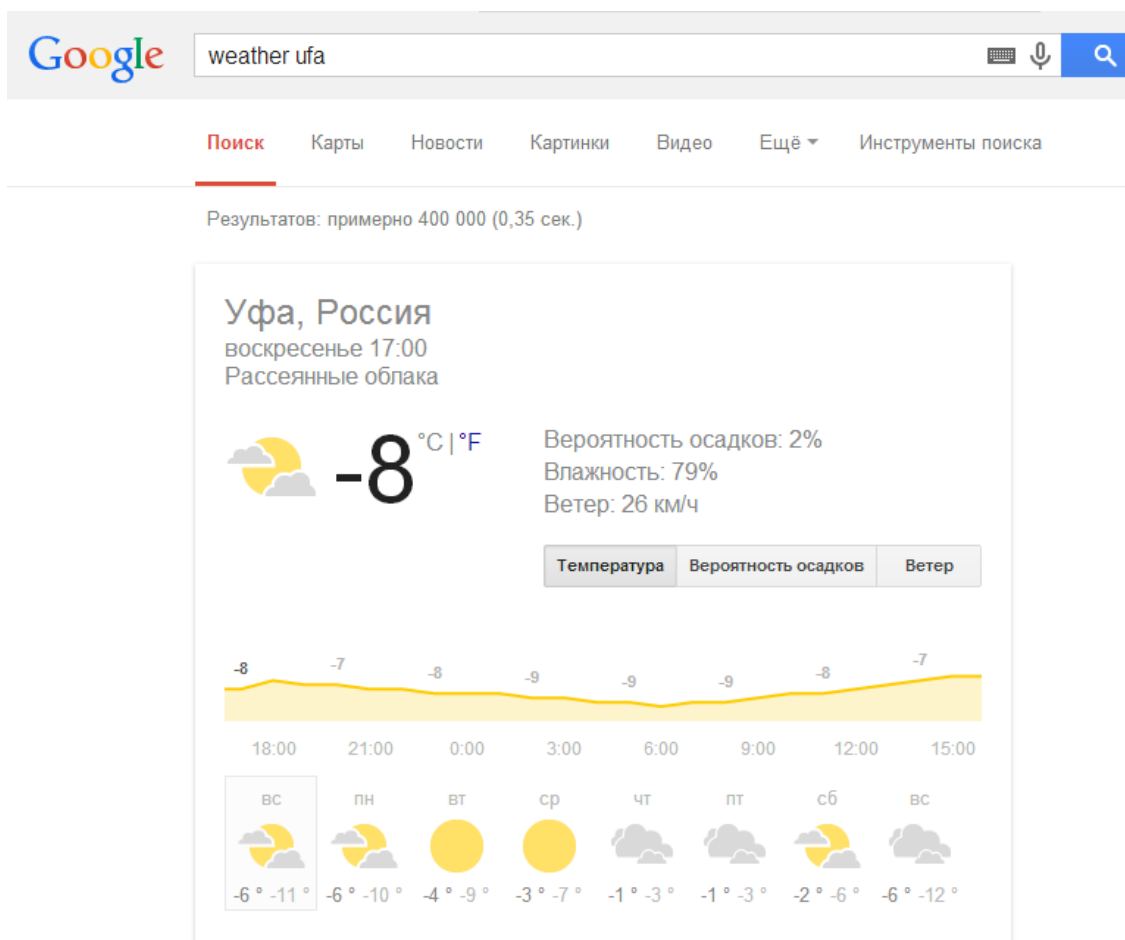 Google weather ufa
Поиск Карты Новости Картинки Видео Ещё Инструменты поиска
Результатов: примерно 400 000 (0,35 сек.)
Уфа, Россия
воскресенье 17:00
Рассеянные облака
-8 °C | °F
Вероятность осадков: 2%
Влажность: 79%
Ветер: 26 км/ч
Температура Вероятность осадков Ветер
-8 -7 -8 -9 -9 -9 -8 -7
18:00 21:00 0:00 3:00 6:00 9:00 12:00 15:00
вс пн вт ср чт пт сб вс
-6 ° -11 ° -6 ° -10 ° -4 ° -9 ° -3 ° -7 ° -1 ° -3 ° -1 ° -3 ° -2 ° -6 ° -6 ° -12 °